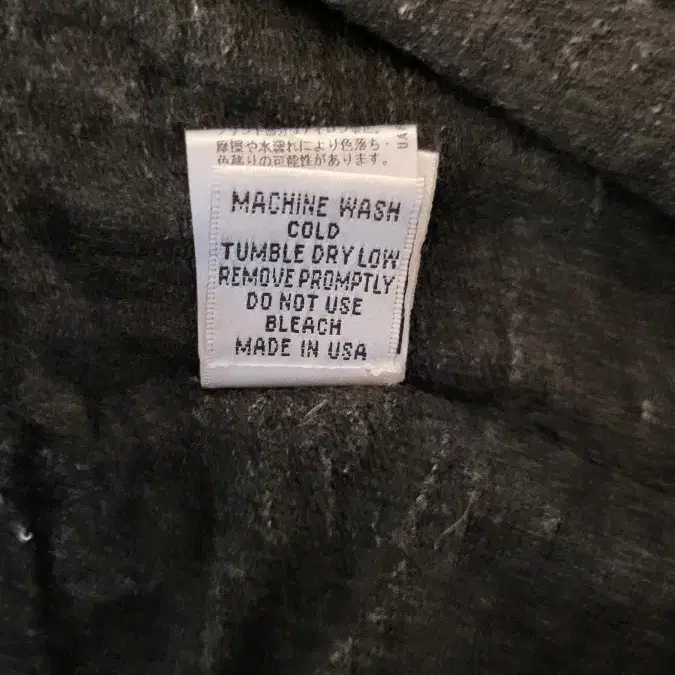 摩擦や水濡れにより色落ち・
色移りの可能性があります。
MACHINE WASH
COLD
TUMBLE DRY LOW
REMOVE PROMPTLY
DO NOT USE
BLEACH
MADE IN USA